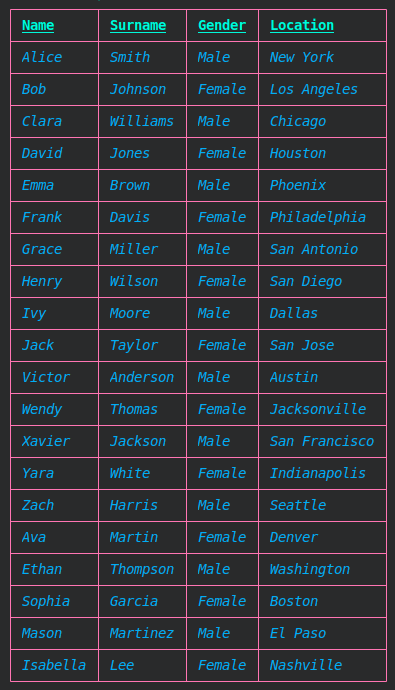 Name Surname Gender Location
Alice Smith Male New York
Bob Johnson Female Los Angeles
Clara Williams Male Chicago
David Jones Female Houston
Emma Brown Male Phoenix
Frank Davis Female Philadelphia
Grace Miller Male San Antonio
Henry Wilson Female San Diego
Ivy Moore Male Dallas
Jack Taylor Female San Jose
Victor Anderson Male Austin
Wendy Thomas Female Jacksonville
Xavier Jackson Male San Francisco
Yara White Female Indianapolis
Zach Harris Male Seattle
Ava Martin Female Denver
Ethan Thompson Male Washington
Sophia Garcia Female Boston
Mason Martinez Male El Paso
Isabella Lee Female Nashville